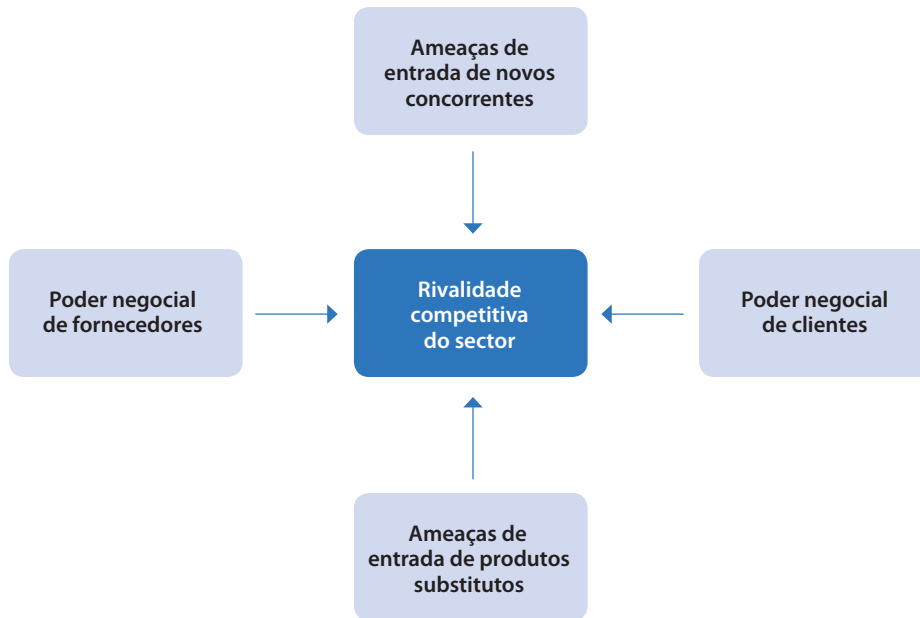 Ameaças de
entrada de novos
concorrentes
Poder negocial
de fornecedores
Rivalidade
competitiva
do sector
Poder negocial
de clientes
Ameaças de
entrada de produtos
substitutos